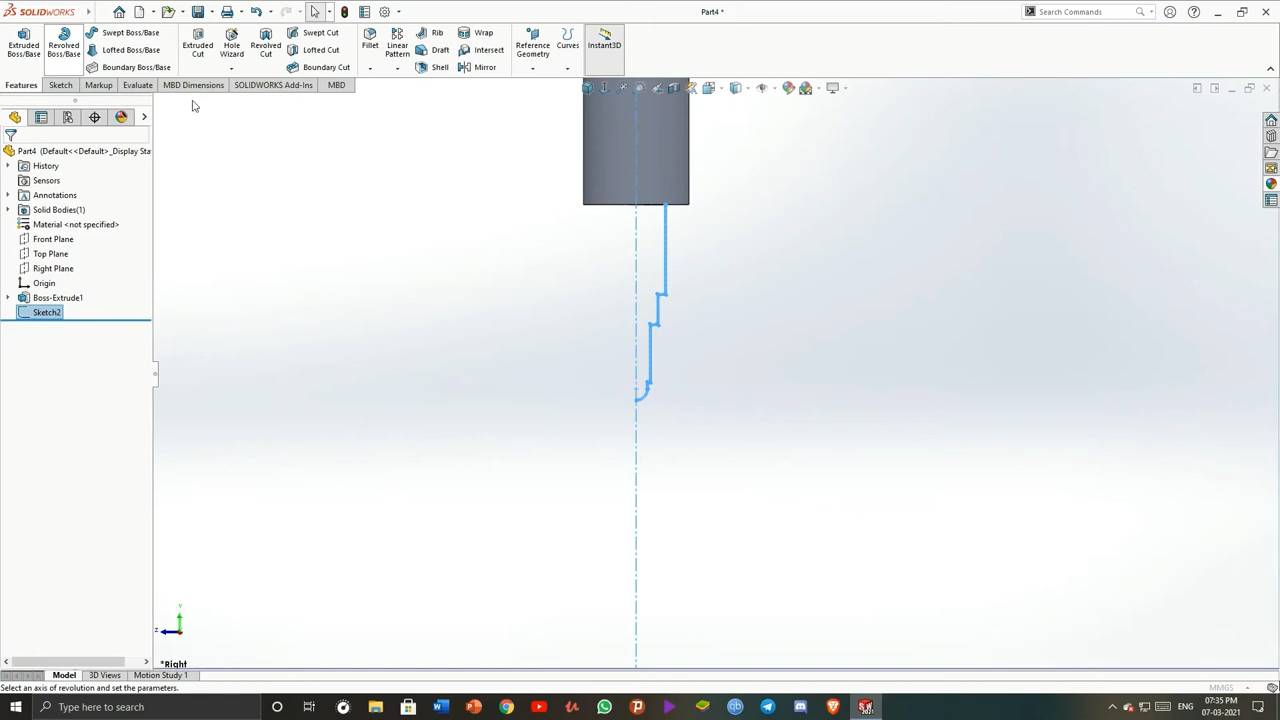 SOLIDWORKS
Part4 *
Search Commands
Extruded Boss/Base
Revolved Boss/Base
Swept Boss/Base
Lofted Boss/Base
Boundary Boss/Base
Extruded Cut
Hole Wizard
Revolved Cut
Swept Cut
Lofted Cut
Boundary Cut
Fillet
Linear Pattern
Rib
Draft
Shell
Wrap
Intersect
Mirror
Reference Geometry
Curves
Instant3D
Features
Sketch
Markup
Evaluate
MBD Dimensions
SOLIDWORKS Add-Ins
MBD
Part4 (Default<<Default>_Display Sta
History
Sensors
Annotations
Solid Bodies(1)
Material <not specified>
Front Plane
Top Plane
Right Plane
Origin
Boss-Extrude1
Sketch2
Y
Z
*Right
Model
3D Views
Motion Study 1
Select an axis of revolution and set the parameters.
MMGS
Type here to search
07:35 PM
07-03-2021